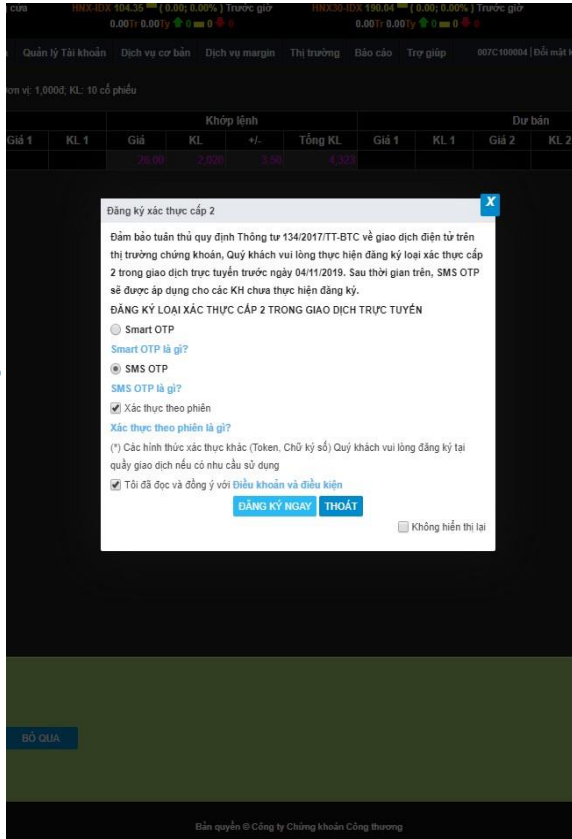 cửa HNX-IDX 104.35 ( 0.00; 0.00% ) Trước giờ HNX30-IDX 190.04 ( 0.00; 0.00% ) Trước giờ
0.00Tr 0.00Ty 0 0 0 0.00Tr 0.00Ty 0 0 0
Quản lý Tài khoản Dịch vụ cơ bản Dịch vụ margin Thị trường Báo cáo Trợ giúp 007C100004 | Đổi mật k
ơn vị: 1,000đ; KL: 10 cổ phiếu
Khớp lệnh Dư bán
Giá 1 KL 1 Giá KL +/- Tổng KL Giá 1 KL 1 Giá 2 KL 2
26.00 2,020 3.50 4,323
Đăng ký xác thực cấp 2 X
Đảm bảo tuân thủ quy định Thông tư 134/2017/TT-BTC về giao dịch điện tử trên
thị trường chứng khoán, Quý khách vui lòng thực hiện đăng ký loại xác thực cấp
2 trong giao dịch trực tuyến trước ngày 04/11/2019. Sau thời gian trên, SMS OTP
sẽ được áp dụng cho các KH chưa thực hiện đăng ký.
ĐĂNG KÝ LOẠI XÁC THỰC CẤP 2 TRONG GIAO DỊCH TRỰC TUYẾN
Smart OTP
Smart OTP là gì?
SMS OTP
SMS OTP là gì?
Xác thực theo phiên
Xác thực theo phiên là gì?
(*) Các hình thức xác thực khác (Token, Chữ ký số) Quý khách vui lòng đăng ký tại
quầy giao dịch nếu có nhu cầu sử dụng
Tôi đã đọc và đồng ý với Điều khoản và điều kiện
ĐĂNG KÝ NGAY THOÁT
Không hiển thị lại
BỎ QUA
Bản quyền © Công ty Chứng khoán Công thương